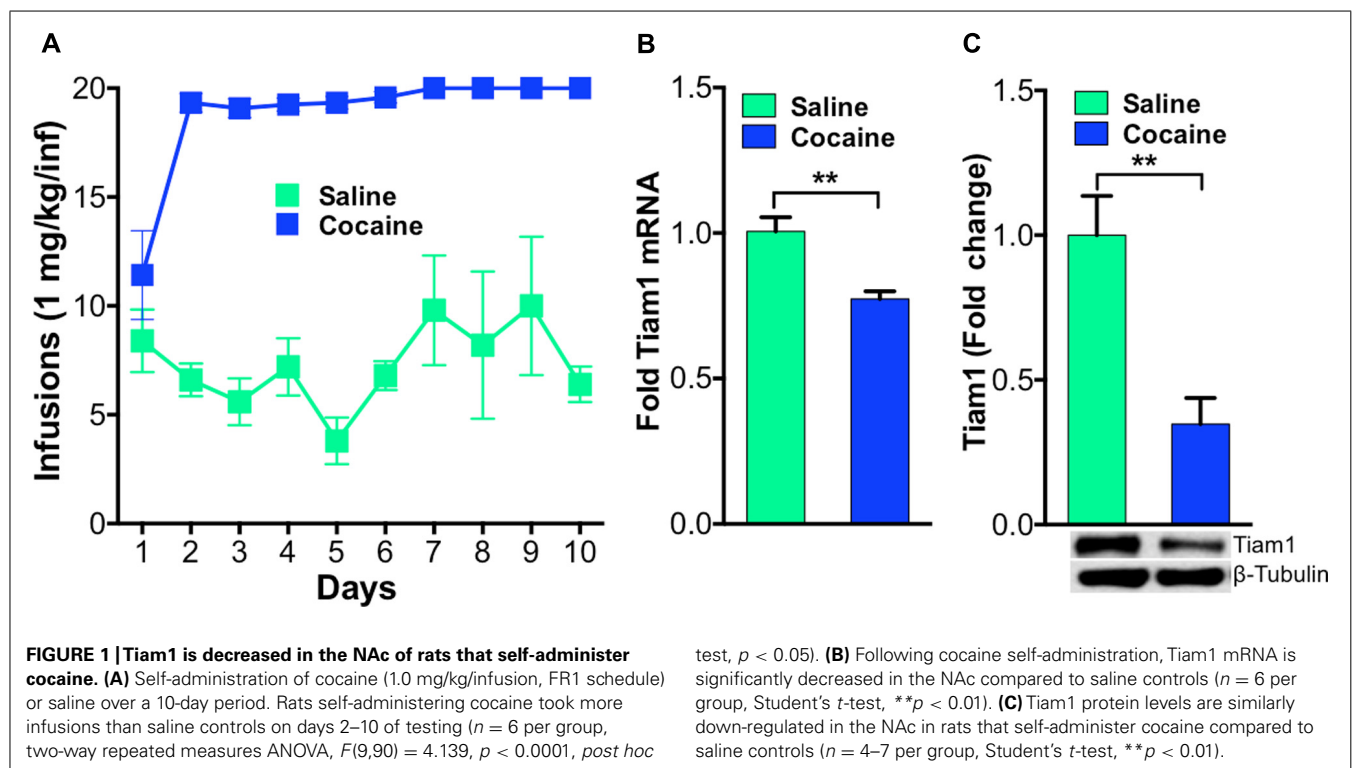 A
Infusions (1 mg/kg/inf)
20
15
10
5
0
Saline
Cocaine
1 2 3 4 5 6 7 8 9 10
Days
B
Fold Tiam1 mRNA
1.5
1.0
0.5
0.0
Saline
Cocaine
**
C
Tiam1 (Fold change)
1.5
1.0
0.5
0.0
Saline
Cocaine
**
Tiam1
β-Tubulin
FIGURE 1 | Tiam1 is decreased in the NAc of rats that self-administer
cocaine. (A) Self-administration of cocaine (1.0 mg/kg/infusion, FR1 schedule)
or saline over a 10-day period. Rats self-administering cocaine took more
infusions than saline controls on days 2–10 of testing (n = 6 per group,
two-way repeated measures ANOVA, F(9,90) = 4.139, p < 0.0001, post hoc
test, p < 0.05). (B) Following cocaine self-administration, Tiam1 mRNA is
significantly decreased in the NAc compared to saline controls (n = 6 per
group, Student's t-test, **p < 0.01). (C) Tiam1 protein levels are similarly
down-regulated in the NAc in rats that self-administer cocaine compared to
saline controls (n = 4–7 per group, Student's t-test, **p < 0.01).